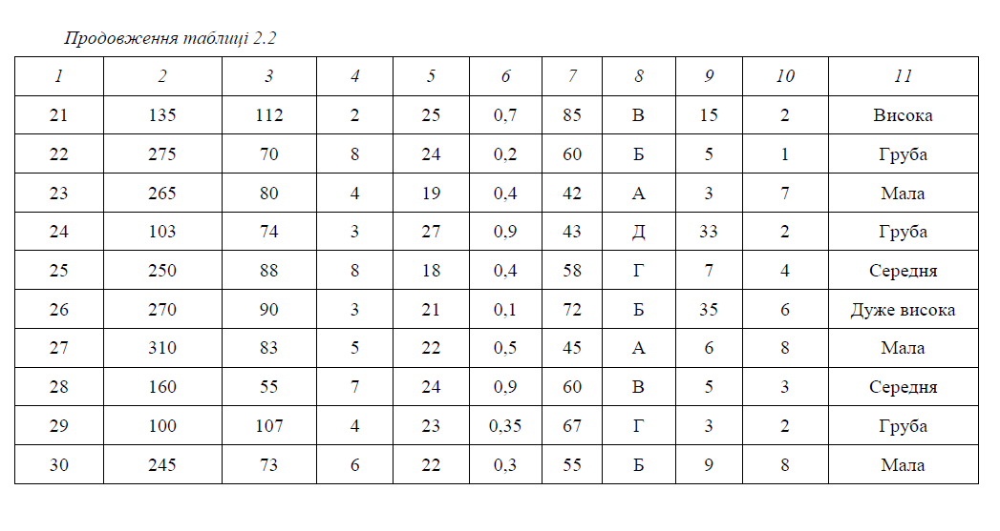 Продовження таблиці 2.2
1 2 3 4 5 6 7 8 9 10 11
21 135 112 2 25 0,7 85 В 15 2 Висока
22 275 70 8 24 0,2 60 Б 5 1 Груба
23 265 80 4 19 0,4 42 А 3 7 Мала
24 103 74 3 27 0,9 43 Д 33 2 Груба
25 250 88 8 18 0,4 58 Г 7 4 Середня
26 270 90 3 21 0,1 72 Б 35 6 Дуже висока
27 310 83 5 22 0,5 45 А 6 8 Мала
28 160 55 7 24 0,9 60 В 5 3 Середня
29 100 107 4 23 0,35 67 Г 3 2 Груба
30 245 73 6 22 0,3 55 Б 9 8 Мала